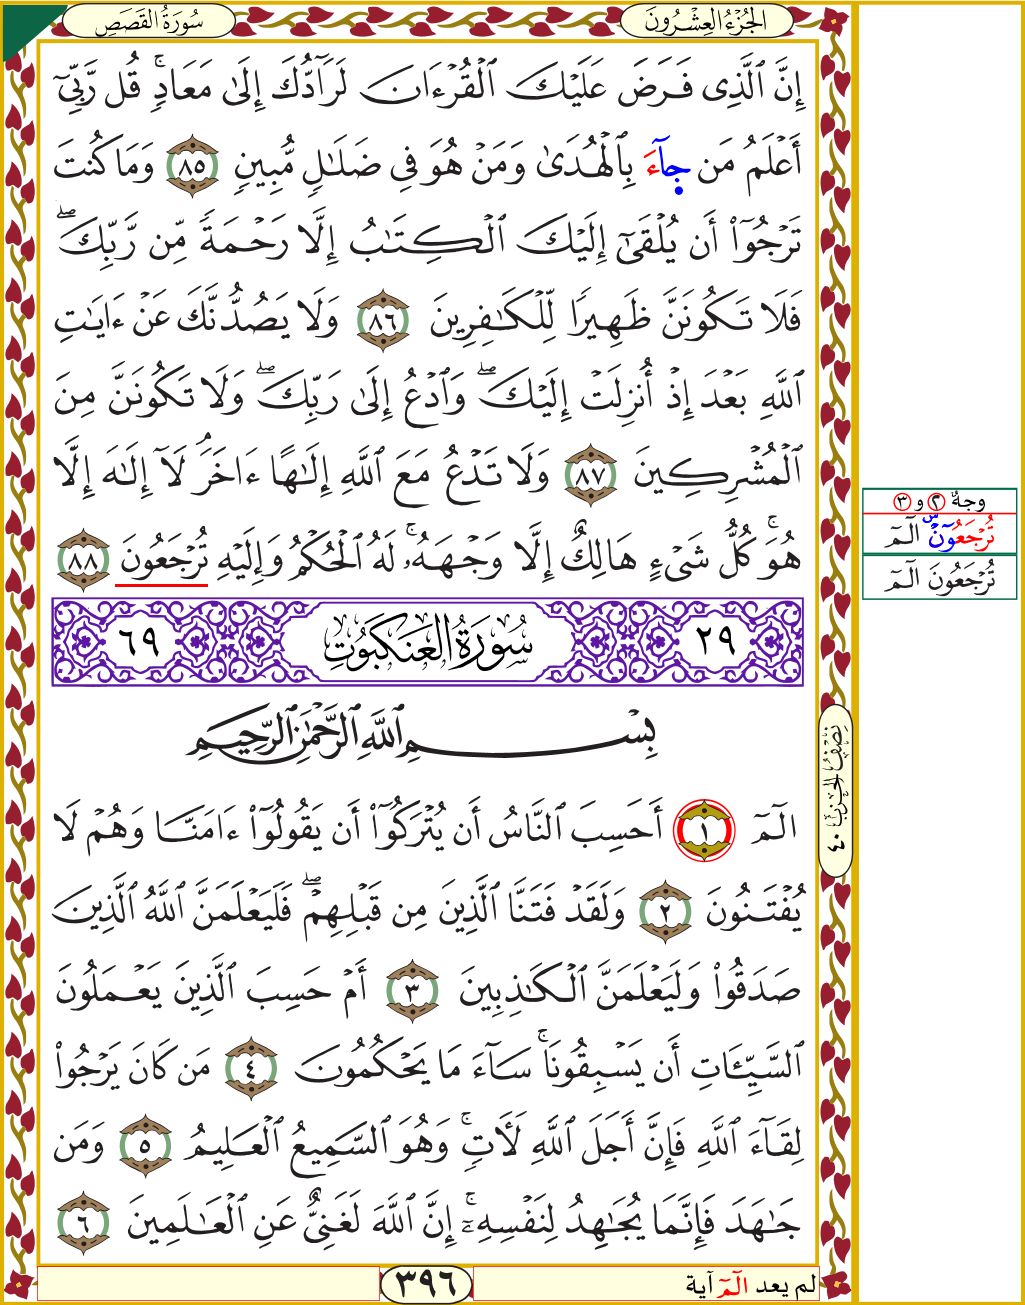 الجُزْءُ العِشْرُونَ
سُورَةُ القَصَصِ
إِنَّ ٱلَّذِى فَرَضَ عَلَيْكَ ٱلْقُرْءَانَ لَرَآدُّكَ إِلَىٰ مَعَادٍۢ ۚ قُل رَّبِّىٓ
أَعْلَمُ مَن جَآءَ بِٱلْهُدَىٰ وَمَنْ هُوَ فِى ضَلَـٰلٍۢ مُّبِينٍۢ ٨٥ وَمَا كُنتَ
تَرْجُوٓا۟ أَن يُلْقَىٰٓ إِلَيْكَ ٱلْكِتَـٰبُ إِلَّا رَحْمَةًۭ مِّن رَّبِّكَ ۖ
فَلَا تَكُونَنَّ ظَهِيرًۭا لِّلْكَـٰفِرِينَ ٨٦ وَلَا يَصُدُّنَّكَ عَنْ ءَايَـٰتِ
ٱللَّهِ بَعْدَ إِذْ أُنزِلَتْ إِلَيْكَ ۖ وَٱدْعُ إِلَىٰ رَبِّكَ ۖ وَلَا تَكُونَنَّ مِنَ
ٱلْمُشْرِكِينَ ٨٧ وَلَا تَدْعُ مَعَ ٱللَّهِ إِلَـٰهًا ءَاخَرَ ۘ لَآ إِلَـٰهَ إِلَّا
هُوَ ۚ كُلُّ شَىْءٍ هَالِكٌ إِلَّا وَجْهَهُۥ ۚ لَهُ ٱلْحُكْمُ وَإِلَيْهِ تُرْجَعُونَ ٨٨
٢٩ سُورَةُ العَنكَبُوتِ ٦٩
بِسْمِ ٱللَّهِ ٱلرَّحْمَـٰنِ ٱلرَّحِيمِ
الٓمٓ ١ أَحَسِبَ ٱلنَّاسُ أَن يُتْرَكُوٓا۟ أَن يَقُولُوٓا۟ ءَامَنَّا وَهُمْ لَا
يُفْتَنُونَ ٢ وَلَقَدْ فَتَنَّا ٱلَّذِينَ مِن قَبْلِهِمْ ۖ فَلَيَعْلَمَنَّ ٱللَّهُ ٱلَّذِينَ
صَدَقُوا۟ وَلَيَعْلَمَنَّ ٱلْكَـٰذِبِينَ ٣ أَمْ حَسِبَ ٱلَّذِينَ يَعْمَلُونَ
ٱلسَّيِّـَٔاتِ أَن يَسْبِقُونَا ۚ سَآءَ مَا يَحْكُمُونَ ٤ مَن كَانَ يَرْجُوا۟
لِقَآءَ ٱللَّهِ فَإِنَّ أَجَلَ ٱللَّهِ لَـَٔاتٍۢ ۚ وَهُوَ ٱلسَّمِيعُ ٱلْعَلِيمُ ٥ وَمَن
جَـٰهَدَ فَإِنَّمَا يُجَـٰهِدُ لِنَفْسِهِۦٓ ۚ إِنَّ ٱللَّهَ لَغَنِىٌّ عَنِ ٱلْعَـٰلَمِينَ ٦
نِصْفُ الحِزْبِ ٤٠
وجهٌ ٢ و ٣
تُرْجَعُونَ الٓمٓ
تُرْجَعُونَ الٓمٓ
لم يعد الٓمٓ آية
٣٩٦